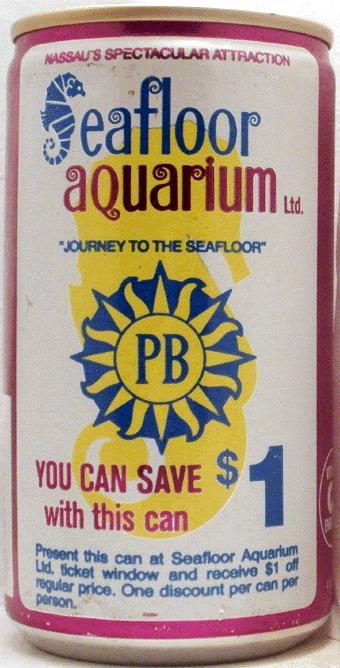 NASSAU'S SPECTACULAR ATTRACTION
Seafloor
aquarium Ltd.
"JOURNEY TO THE SEAFLOOR"
PB
YOU CAN SAVE $1
with this can
Present this can at Seafloor Aquarium
Ltd. ticket window and receive $1 off
regular price. One discount per can per
person.